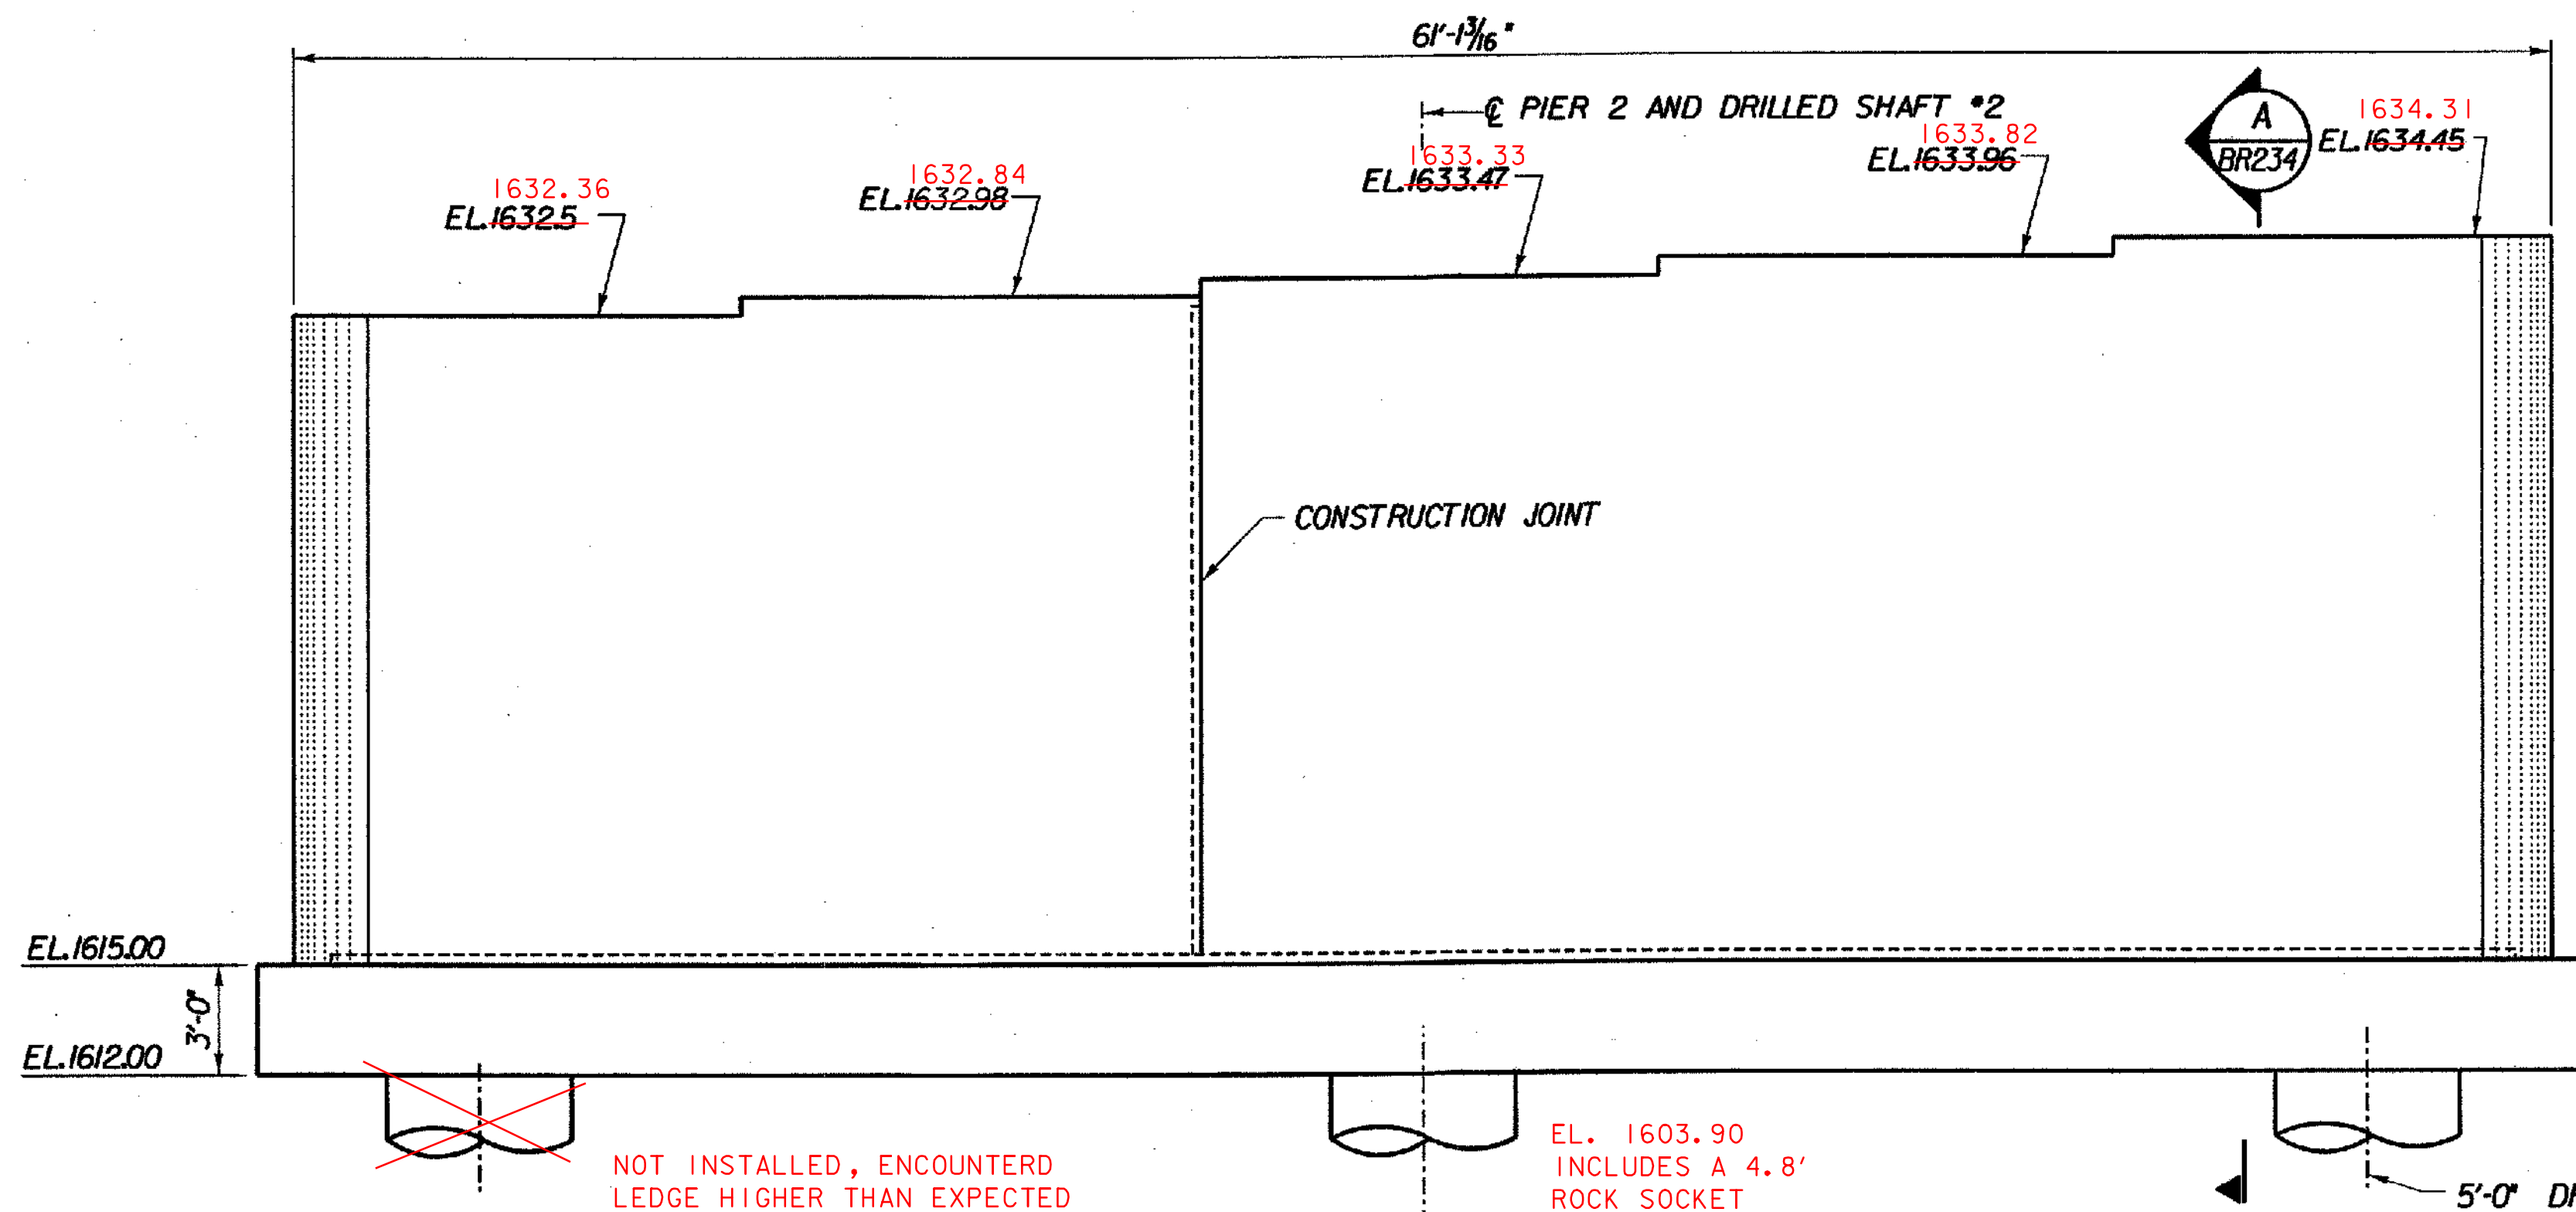 61'-1 3/16"
℄ PIER 2 AND DRILLED SHAFT #2
A
BR234
1634.31
EL.1634.45
1633.82
EL.1633.96
1633.33
EL.1633.47
1632.84
EL.1632.98
1632.36
EL.1632.5
CONSTRUCTION JOINT
EL.1615.00
3'-0"
EL.1612.00
NOT INSTALLED, ENCOUNTERD
LEDGE HIGHER THAN EXPECTED
EL. 1603.90
INCLUDES A 4.8'
ROCK SOCKET
5'-0"